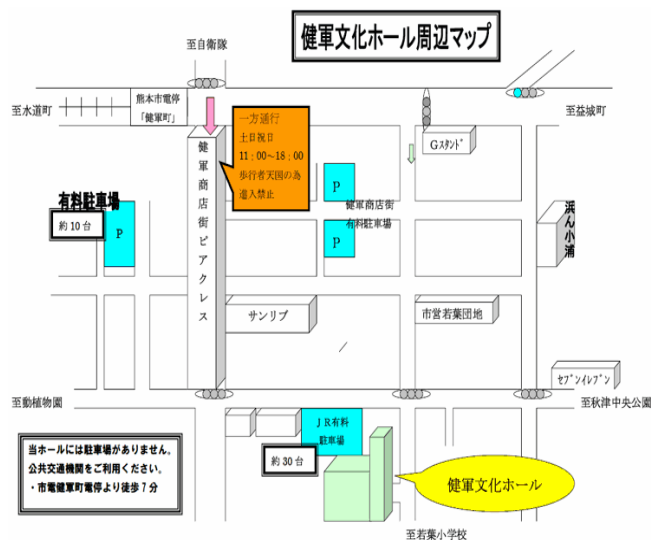 健軍文化ホール周辺マップ
至自衛隊
熊本市電停
「健軍町」
至水道町
至益城町
一方通行
土日祝日
11：00～18：00
歩行者天国の為
進入禁止
Gスタンド
健軍商店街ピアクレス
有料駐車場
約10台
P
P
健軍商店街
有料駐車場
P
浜ん小浦
サンリブ
市営若葉団地
セブンイレブン
至動植物園
至秋津中央公園
JR有料
駐車場
約30台
当ホールには駐車場がありません。
公共交通機関をご利用ください。
・市電健軍町電停より徒歩7分
健軍文化ホール
至若葉小学校